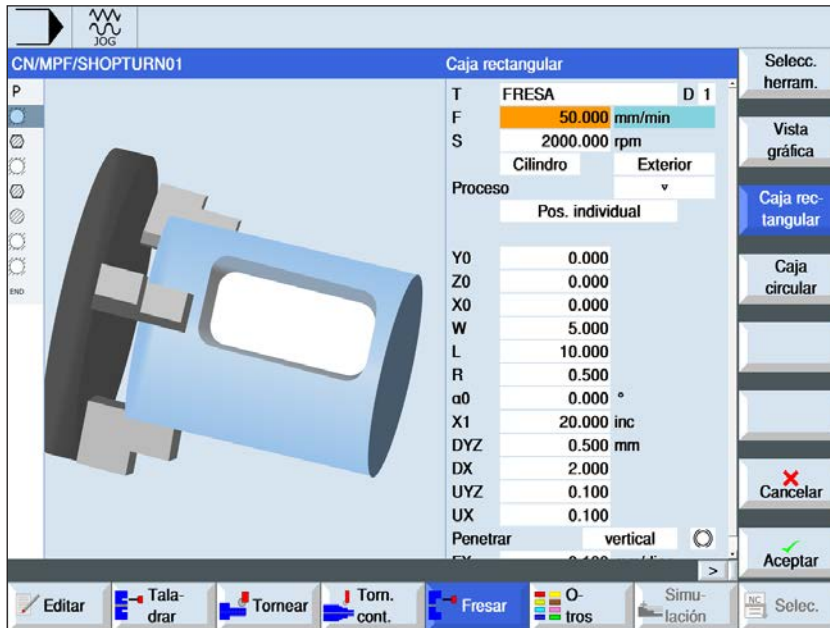 JOG
CN/MPF/SHOPTURN01
Caja rectangular
P
END
T FRESA D 1
F 50.000 mm/min
S 2000.000 rpm
Cilindro Exterior
Proceso ▿
Pos. individual
Y0 0.000
Z0 0.000
X0 0.000
W 5.000
L 10.000
R 0.500
α0 0.000 °
X1 20.000 inc
DYZ 0.500 mm
DX 2.000
UYZ 0.100
UX 0.100
Penetrar vertical
>
Selecc.
herram.
Vista
gráfica
Caja rec-
tangular
Caja
circular
Cancelar
Aceptar
Editar
Tala-
drar
Tornear
Torn.
cont.
Fresar
O-
tros
Simu-
lación
NC
Selec.